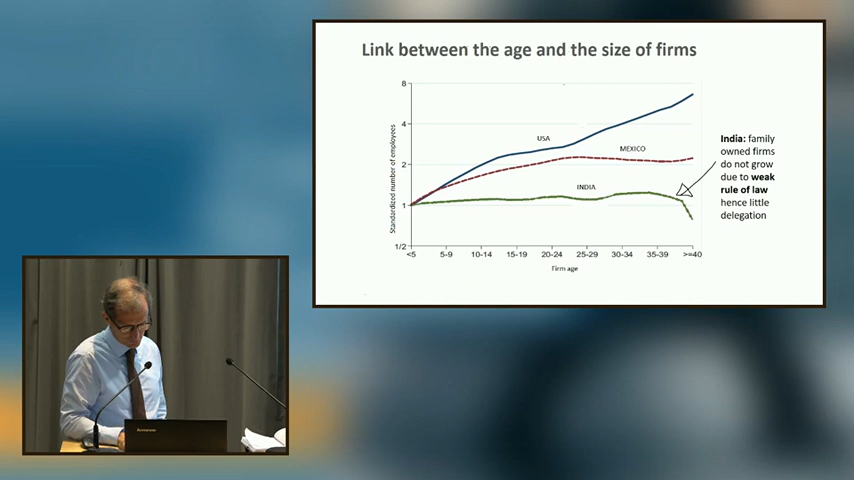 Link between the age and the size of firms
8
4
2
1
1/2
Standardized number of employees
USA
MEXICO
INDIA
<5 5-9 10-14 15-19 20-24 25-29 30-34 35-39 >=40
Firm age
India: family
owned firms
do not grow
due to weak
rule of law
hence little
delegation
Lenovo